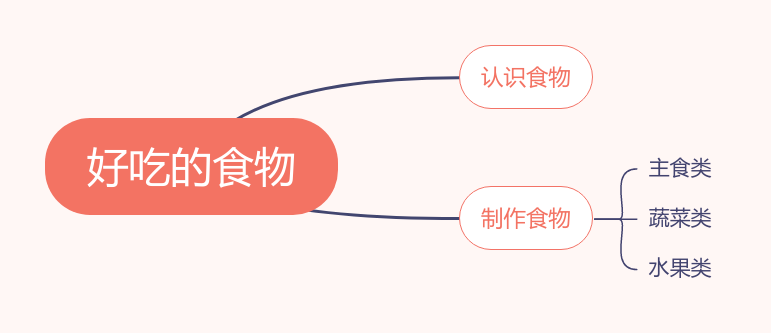 好吃的食物
认识食物
制作食物
主食类
蔬菜类
水果类